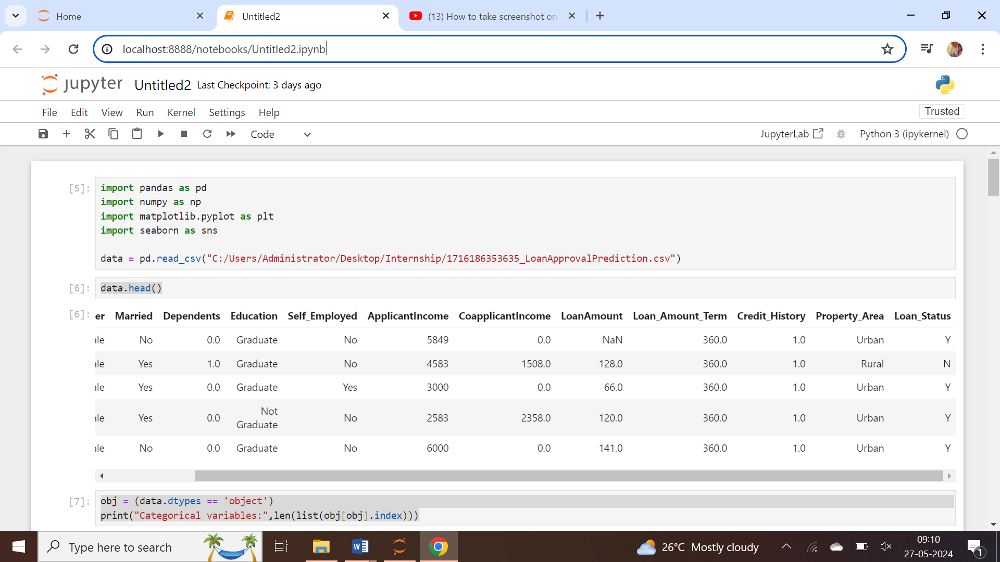 Home
Untitled2
(13) How to take screenshot on
localhost:8888/notebooks/Untitled2.ipynb
jupyter Untitled2 Last Checkpoint: 3 days ago
File Edit View Run Kernel Settings Help
Trusted
Code
JupyterLab
Python 3 (ipykernel)
[5]:
import pandas as pd
import numpy as np
import matplotlib.pyplot as plt
import seaborn as sns
data = pd.read_csv("C:/Users/Administrator/Desktop/Internship/1716186353635_LoanApprovalPrediction.csv")
[6]: data.head()
[6]: er Married Dependents Education Self_Employed ApplicantIncome CoapplicantIncome LoanAmount Loan_Amount_Term Credit_History Property_Area Loan_Status
ale No 0.0 Graduate No 5849 0.0 NaN 360.0 1.0 Urban Y
ale Yes 1.0 Graduate No 4583 1508.0 128.0 360.0 1.0 Rural N
ale Yes 0.0 Graduate Yes 3000 0.0 66.0 360.0 1.0 Urban Y
ale Yes 0.0 Not Graduate No 2583 2358.0 120.0 360.0 1.0 Urban Y
ale No 0.0 Graduate No 6000 0.0 141.0 360.0 1.0 Urban Y
[7]: obj = (data.dtypes == 'object')
print("Categorical variables:",len(list(obj[obj].index)))
Type here to search
26°C Mostly cloudy
09:10
27-05-2024
1